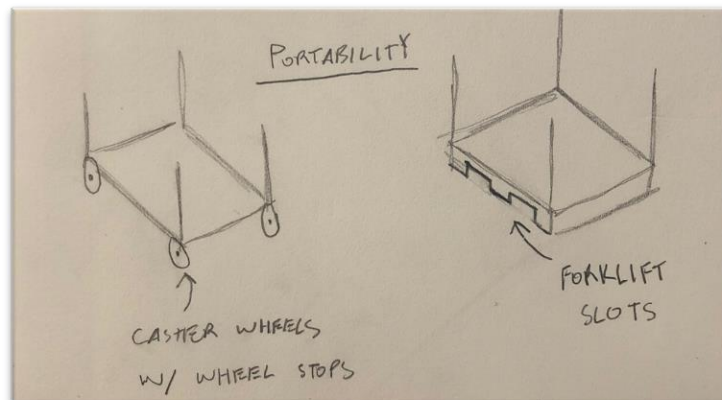 PORTABILITY
CASTER WHEELS
W/ WHEEL STOPS
FORKLIFT
SLOTS